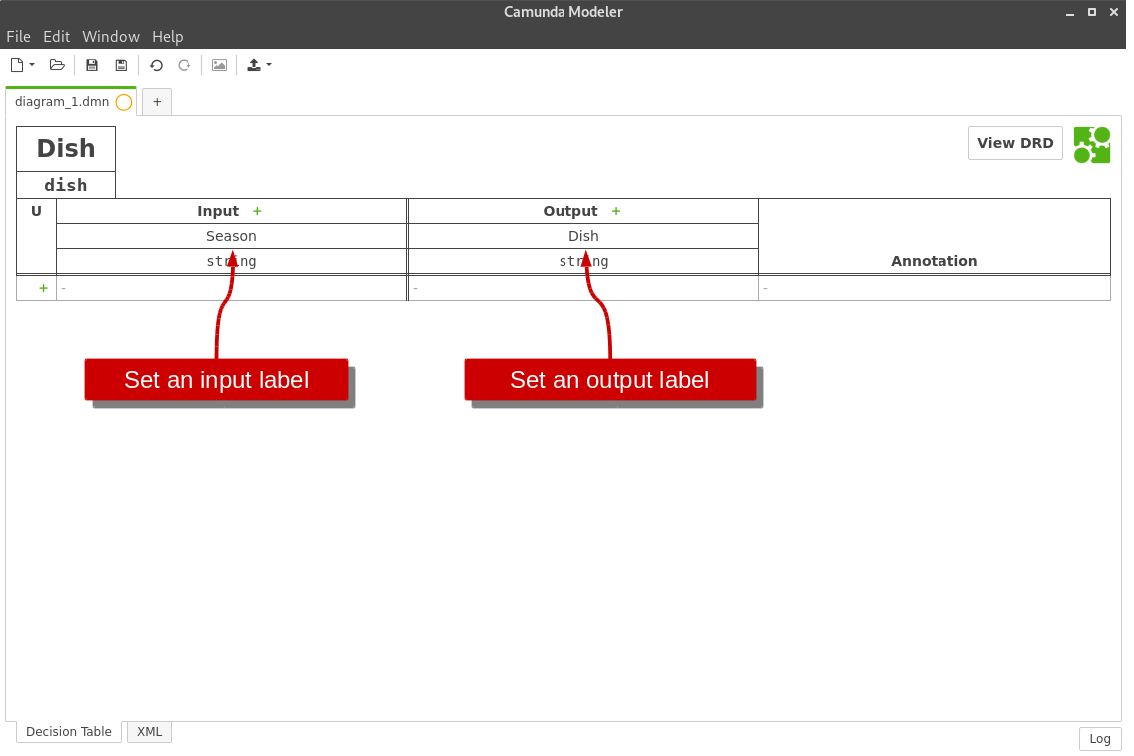 Camunda Modeler
File Edit Window Help
diagram_1.dmn +
Dish View DRD
dish
U Input + Output +
Season Dish
string string Annotation
+ - - -
Set an input label Set an output label
Decision Table XML
Log